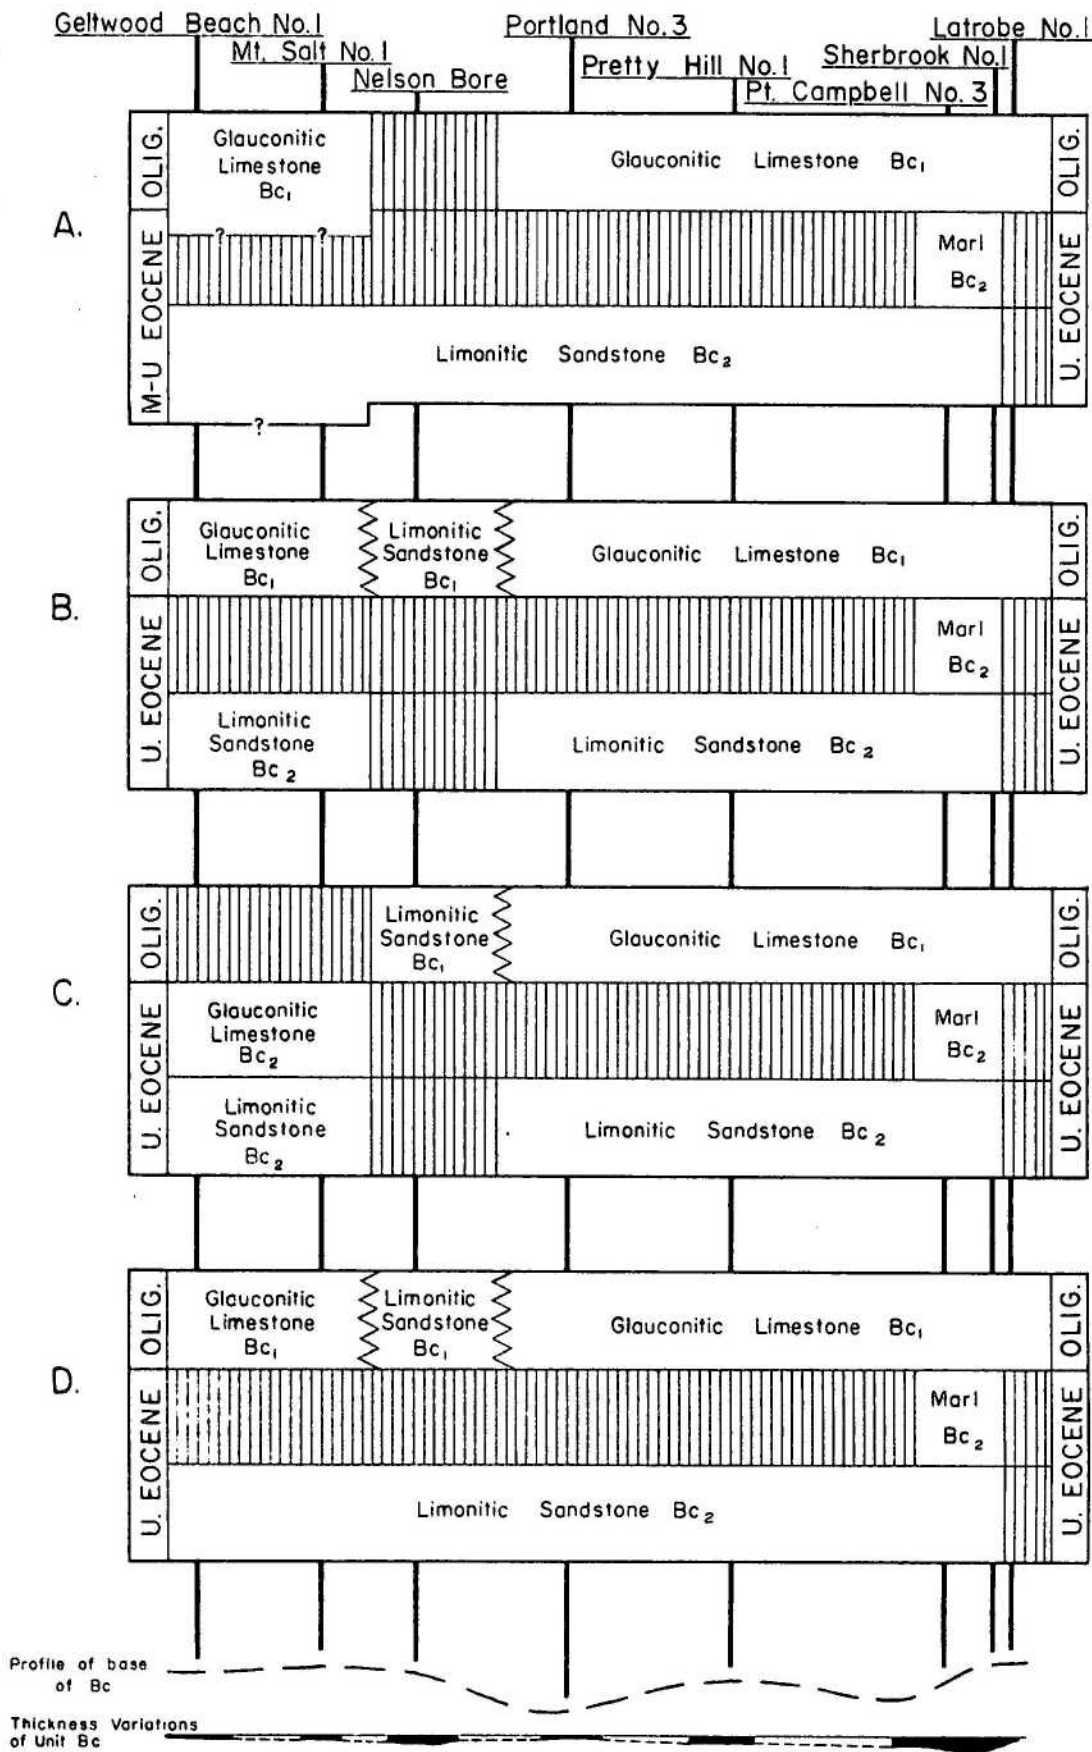 Geltwood Beach No.1
Portland No.3
Latrobe No.1
Mt. Salt No.1
Sherbrook No.1
Nelson Bore
Pretty Hill No.1
Pt. Campbell No.3
A.
OLIG.
Glauconitic
Limestone
Bc₁
Glauconitic Limestone Bc₁
OLIG.
M-U EOCENE
? ?
Marl
Bc₂
U. EOCENE
Limonitic Sandstone Bc₂
?
B.
OLIG.
Glauconitic
Limestone
Bc₁
Limonitic
Sandstone
Bc₁
Glauconitic Limestone Bc₁
OLIG.
U. EOCENE
Marl
Bc₂
U. EOCENE
Limonitic
Sandstone
Bc₂
Limonitic Sandstone Bc₂
C.
OLIG.
Limonitic
Sandstone
Bc₁
Glauconitic Limestone Bc₁
OLIG.
U. EOCENE
Glauconitic
Limestone
Bc₂
Marl
Bc₂
U. EOCENE
Limonitic
Sandstone
Bc₂
Limonitic Sandstone Bc₂
D.
OLIG.
Glauconitic
Limestone
Bc₁
Limonitic
Sandstone
Bc₁
Glauconitic Limestone Bc₁
OLIG.
U. EOCENE
Marl
Bc₂
U. EOCENE
Limonitic Sandstone Bc₂
Profile of base
of Bc
Thickness Variations
of Unit Bc